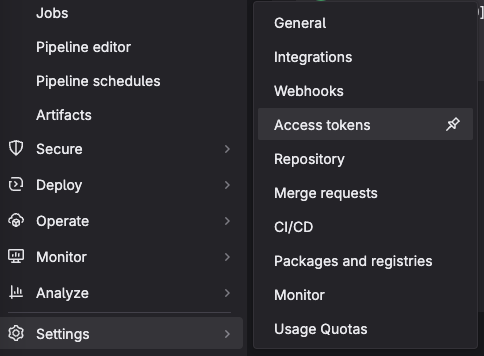 Jobs
Pipeline editor
Pipeline schedules
Artifacts
Secure
Deploy
Operate
Monitor
Analyze
Settings
General
Integrations
Webhooks
Access tokens
Repository
Merge requests
CI/CD
Packages and registries
Monitor
Usage Quotas